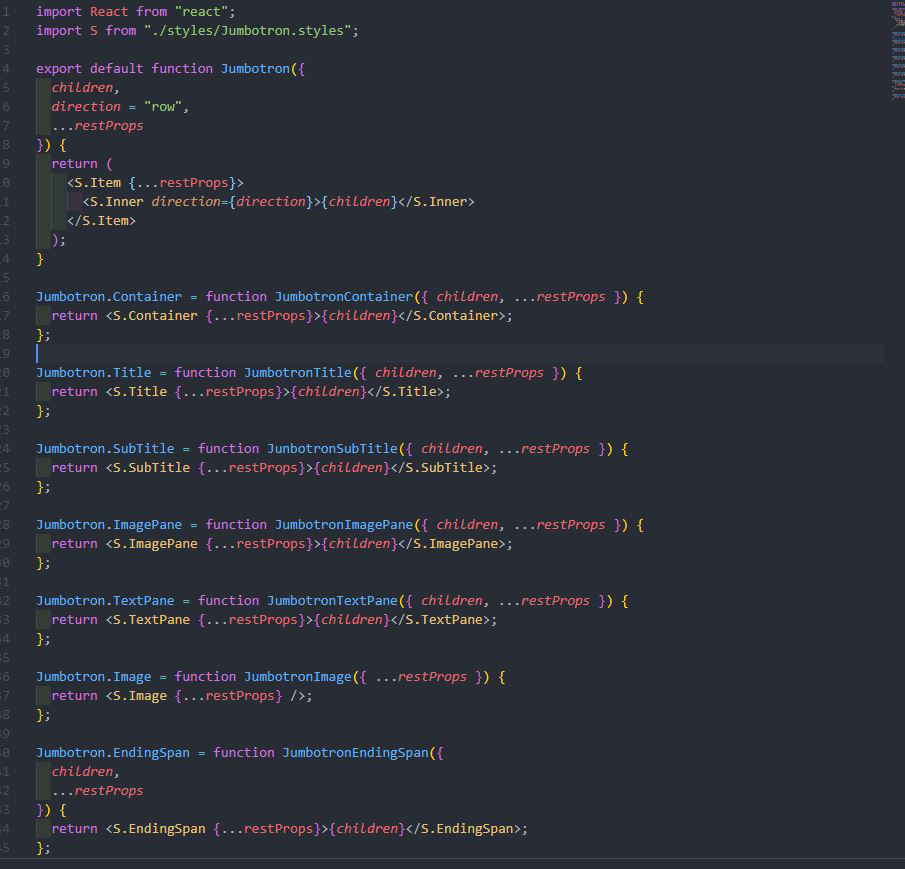 import React from "react";
import S from "./styles/Jumbotron.styles";
export default function Jumbotron({
children,
direction = "row",
...restProps
}) {
return (
<S.Item {...restProps}>
<S.Inner direction={direction}>{children}</S.Inner>
</S.Item>
);
}
Jumbotron.Container = function JumbotronContainer({ children, ...restProps }) {
return <S.Container {...restProps}>{children}</S.Container>;
};
Jumbotron.Title = function JumbotronTitle({ children, ...restProps }) {
return <S.Title {...restProps}>{children}</S.Title>;
};
Jumbotron.SubTitle = function JunbotronSubTitle({ children, ...restProps }) {
return <S.SubTitle {...restProps}>{children}</S.SubTitle>;
};
Jumbotron.ImagePane = function JumbotronImagePane({ children, ...restProps }) {
return <S.ImagePane {...restProps}>{children}</S.ImagePane>;
};
Jumbotron.TextPane = function JumbotronTextPane({ children, ...restProps }) {
return <S.TextPane {...restProps}>{children}</S.TextPane>;
};
Jumbotron.Image = function JumbotronImage({ ...restProps }) {
return <S.Image {...restProps} />;
};
Jumbotron.EndingSpan = function JumbotronEndingSpan({
children,
...restProps
}) {
return <S.EndingSpan {...restProps}>{children}</S.EndingSpan>;
};